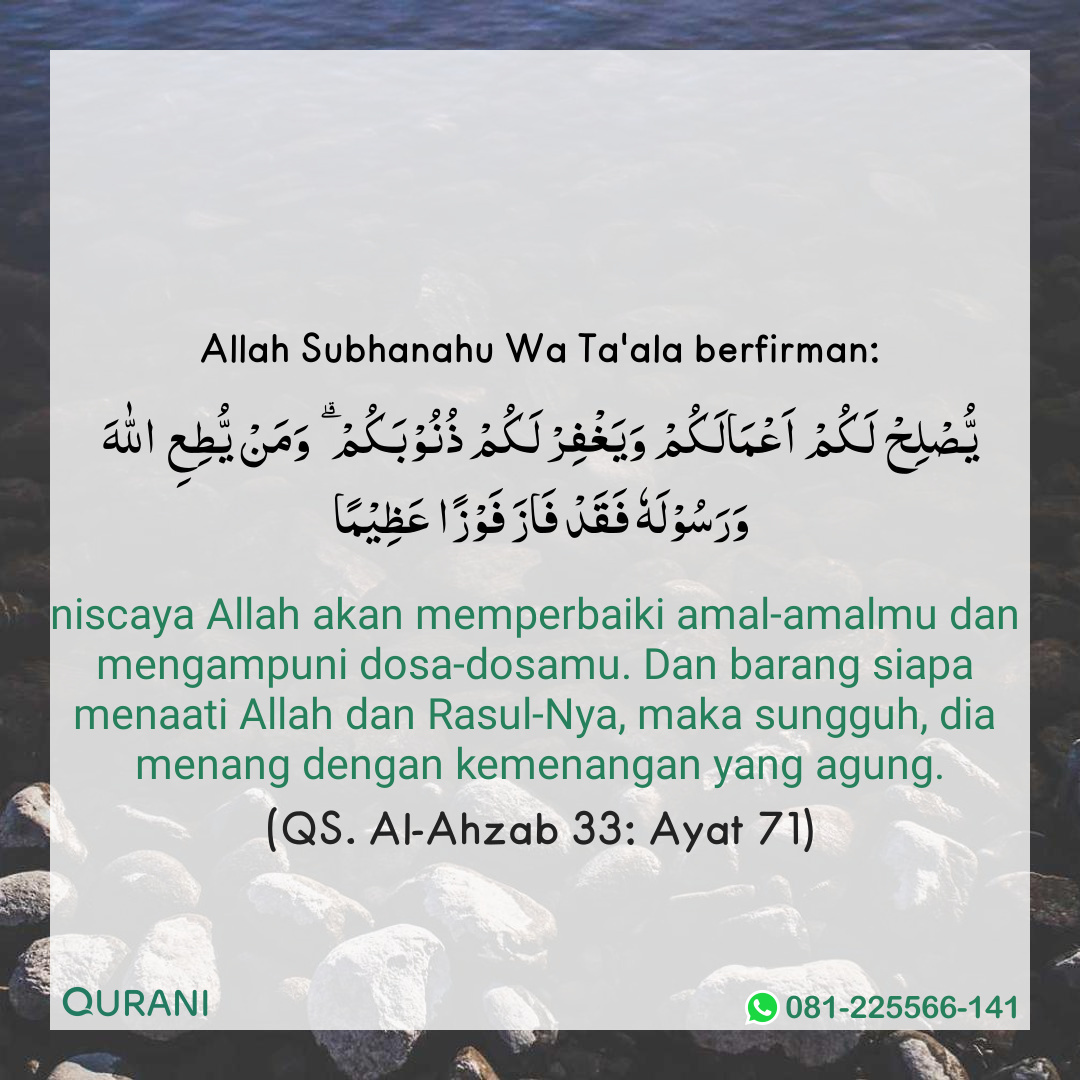 Allah Subhanahu Wa Ta'ala berfirman:
يُّصْلِحْ لَـكُمْ اَعْمَالَـكُمْ وَيَغْفِرْ لَـكُمْ ذُنُوْبَكُمْ ۗ وَمَنْ يُّطِعِ اللّٰهَ
وَرَسُوْلَهٗ فَقَدْ فَازَ فَوْزًا عَظِيْمًا
niscaya Allah akan memperbaiki amal-amalmu dan
mengampuni dosa-dosamu. Dan barang siapa
menaati Allah dan Rasul-Nya, maka sungguh, dia
menang dengan kemenangan yang agung.
(QS. Al-Ahzab 33: Ayat 71)
QURANI
081-225566-141